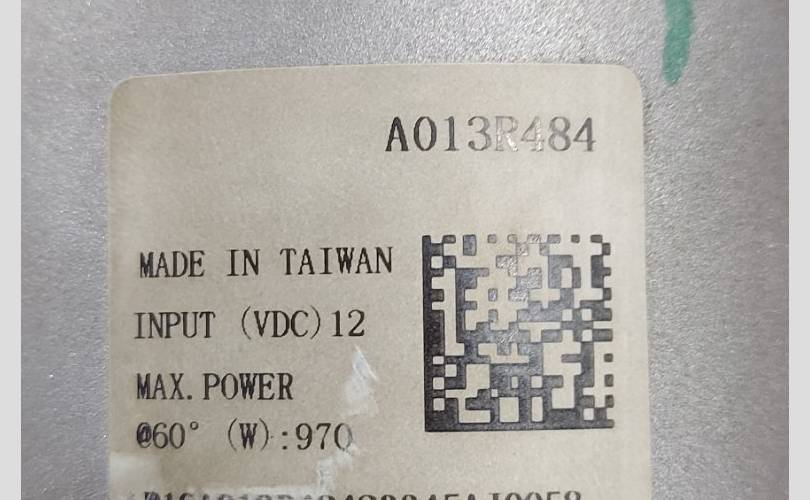 A013R484
MADE IN TAIWAN
INPUT (VDC)12
MAX. POWER
@60° (W):970